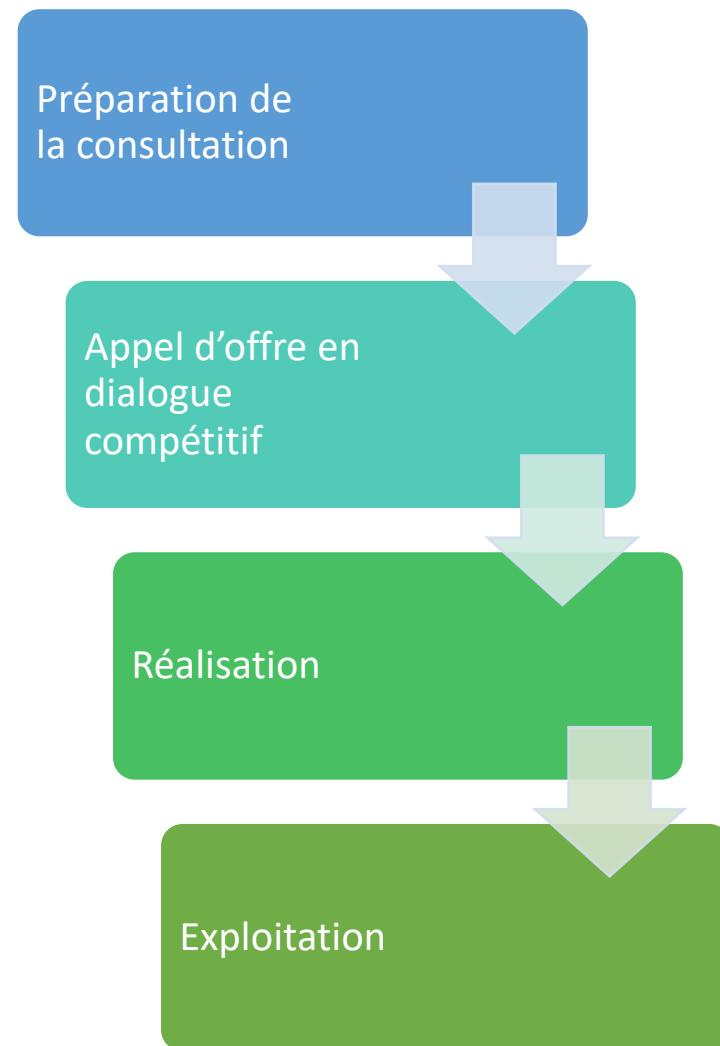 Préparation de
la consultation
Appel d’offre en
dialogue
compétitif
Réalisation
Exploitation